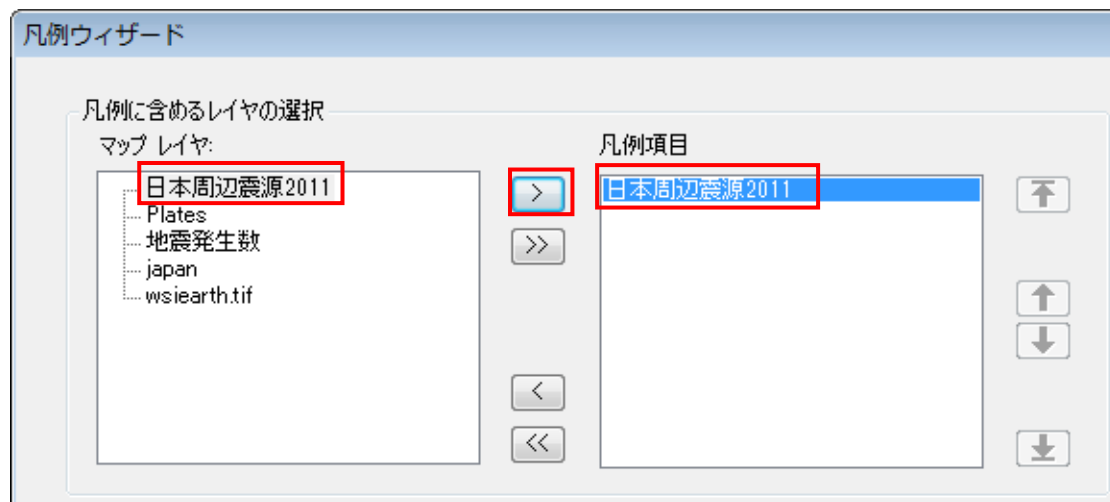 凡例ウィザード
凡例に含めるレイヤの選択
マップ レイヤ:
日本周辺震源2011
Plates
地震発生数
japan
wsiearth.tif
>
>>
<
<<
凡例項目
日本周辺震源2011